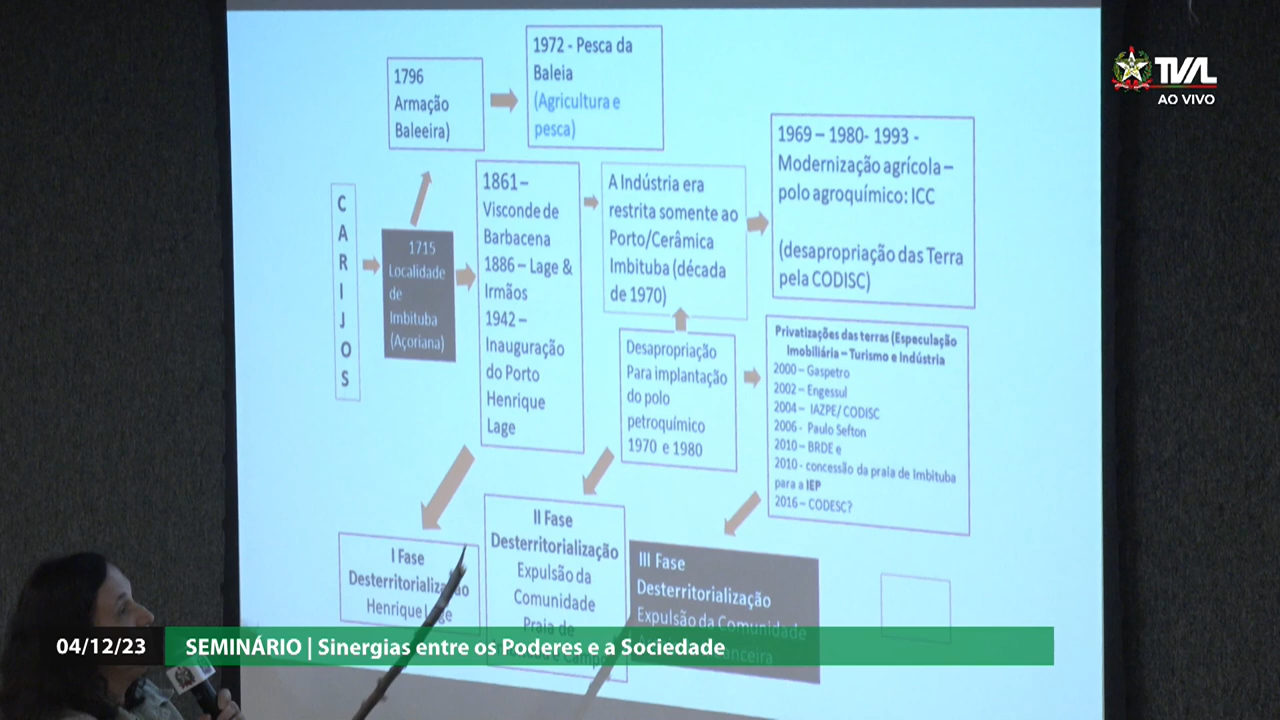 1796
Armação
Baleeira)
1972 - Pesca da
Baleia
(Agricultura e
pesca)
C
A
R
I
J
O
S
1715
Localidade
de
Imbituba
(Açoriana)
1861–
Visconde de
Barbacena
1886 – Lage &
Irmãos
1942 –
Inauguração
do Porto
Henrique
Lage
A Indústria era
restrita somente ao
Porto/Cerâmica
Imbituba (década
de 1970)
1969 – 1980- 1993 -
Modernização agrícola –
polo agroquímico: ICC
(desapropriação das Terra
pela CODISC)
Desapropriação
Para implantação
do polo
petroquímico
1970 e 1980
Privatizações das terras (Especulação
Imobiliária – Turismo e Indústria
2000 – Gaspetro
2002 - Engessul
2004 – IAZPE/ CODISC
2006 - Paulo Sefton
2010 – BRDE e
2010 - concessão da praia de Imbituba
para a IEP
2016 – CODESC?
I Fase
Desterritorialização
Henrique Lage
II Fase
Desterritorialização
Expulsão da
Comunidade
Praia de
III Fase
Desterritorialização
Expulsão da Comunidade
TVAL
AO VIVO
04/12/23
SEMINÁRIO | Sinergias entre os Poderes e a Sociedade